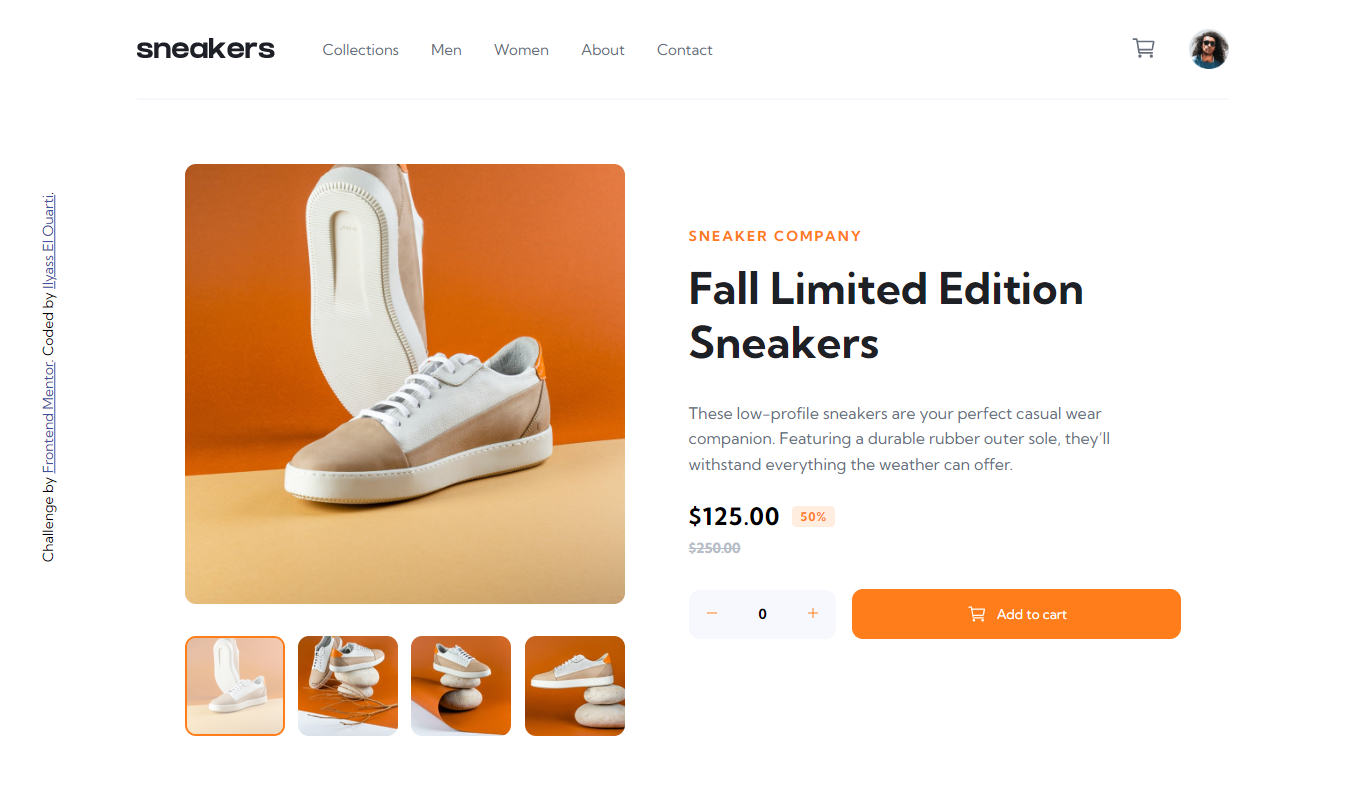 sneakers
Collections
Men
Women
About
Contact
Challenge by Frontend Mentor. Coded by Ilyass El Ouarti.
SNEAKER COMPANY
Fall Limited Edition
Sneakers
These low-profile sneakers are your perfect casual wear
companion. Featuring a durable rubber outer sole, they’ll
withstand everything the weather can offer.
$125.00 50%
$250.00
− 0 +
Add to cart